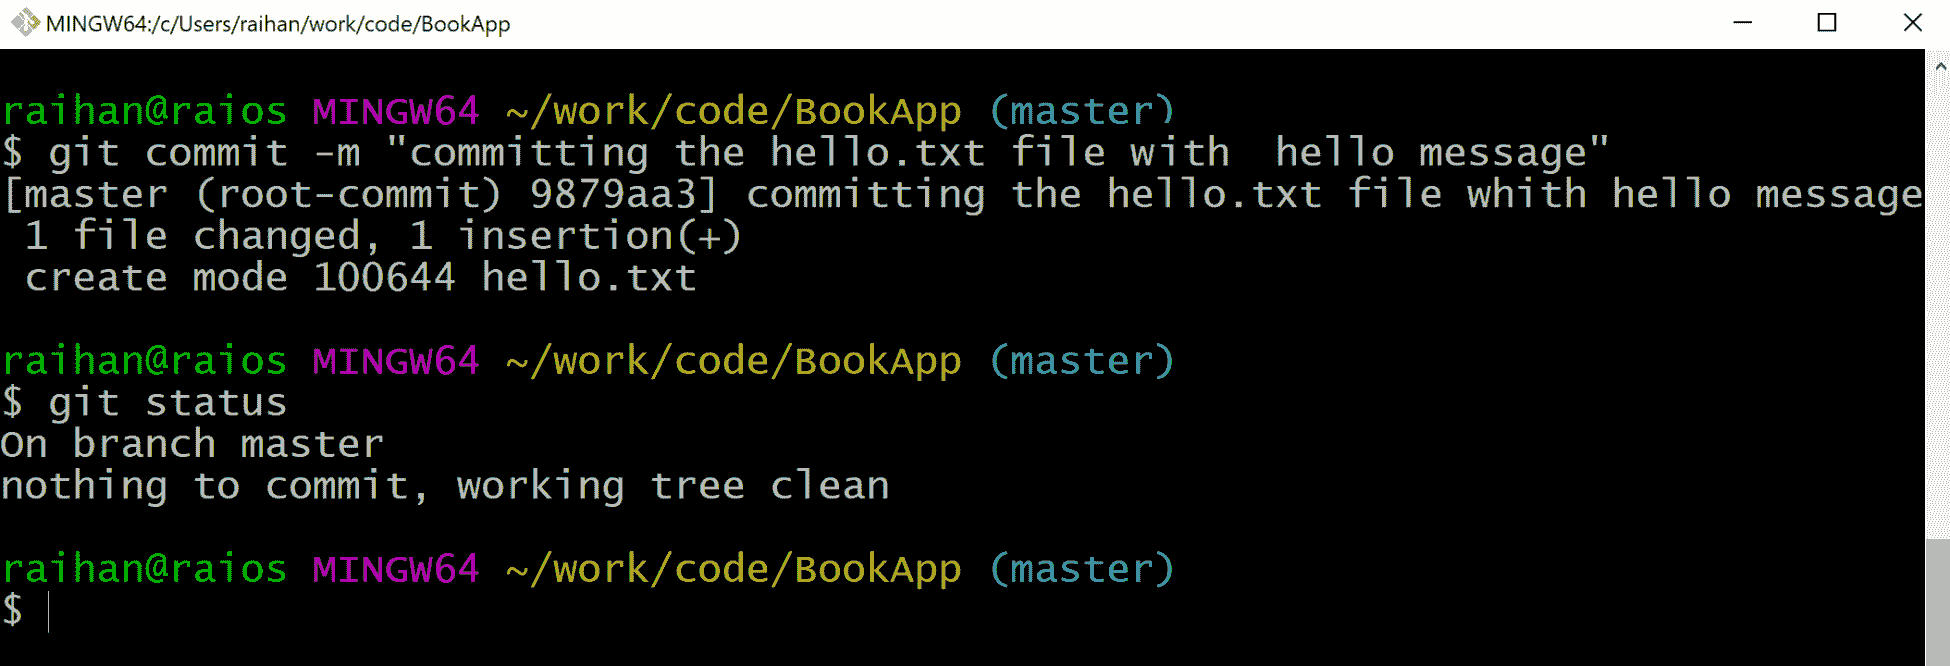 MINGW64:/c/Users/raihan/work/code/BookApp
raihan@raios MINGW64 ~/work/code/BookApp (master)
$ git commit -m "committing the hello.txt file with  hello message"
[master (root-commit) 9879aa3] committing the hello.txt file whith hello message
 1 file changed, 1 insertion(+)
 create mode 100644 hello.txt
raihan@raios MINGW64 ~/work/code/BookApp (master)
$ git status
On branch master
nothing to commit, working tree clean
raihan@raios MINGW64 ~/work/code/BookApp (master)
$